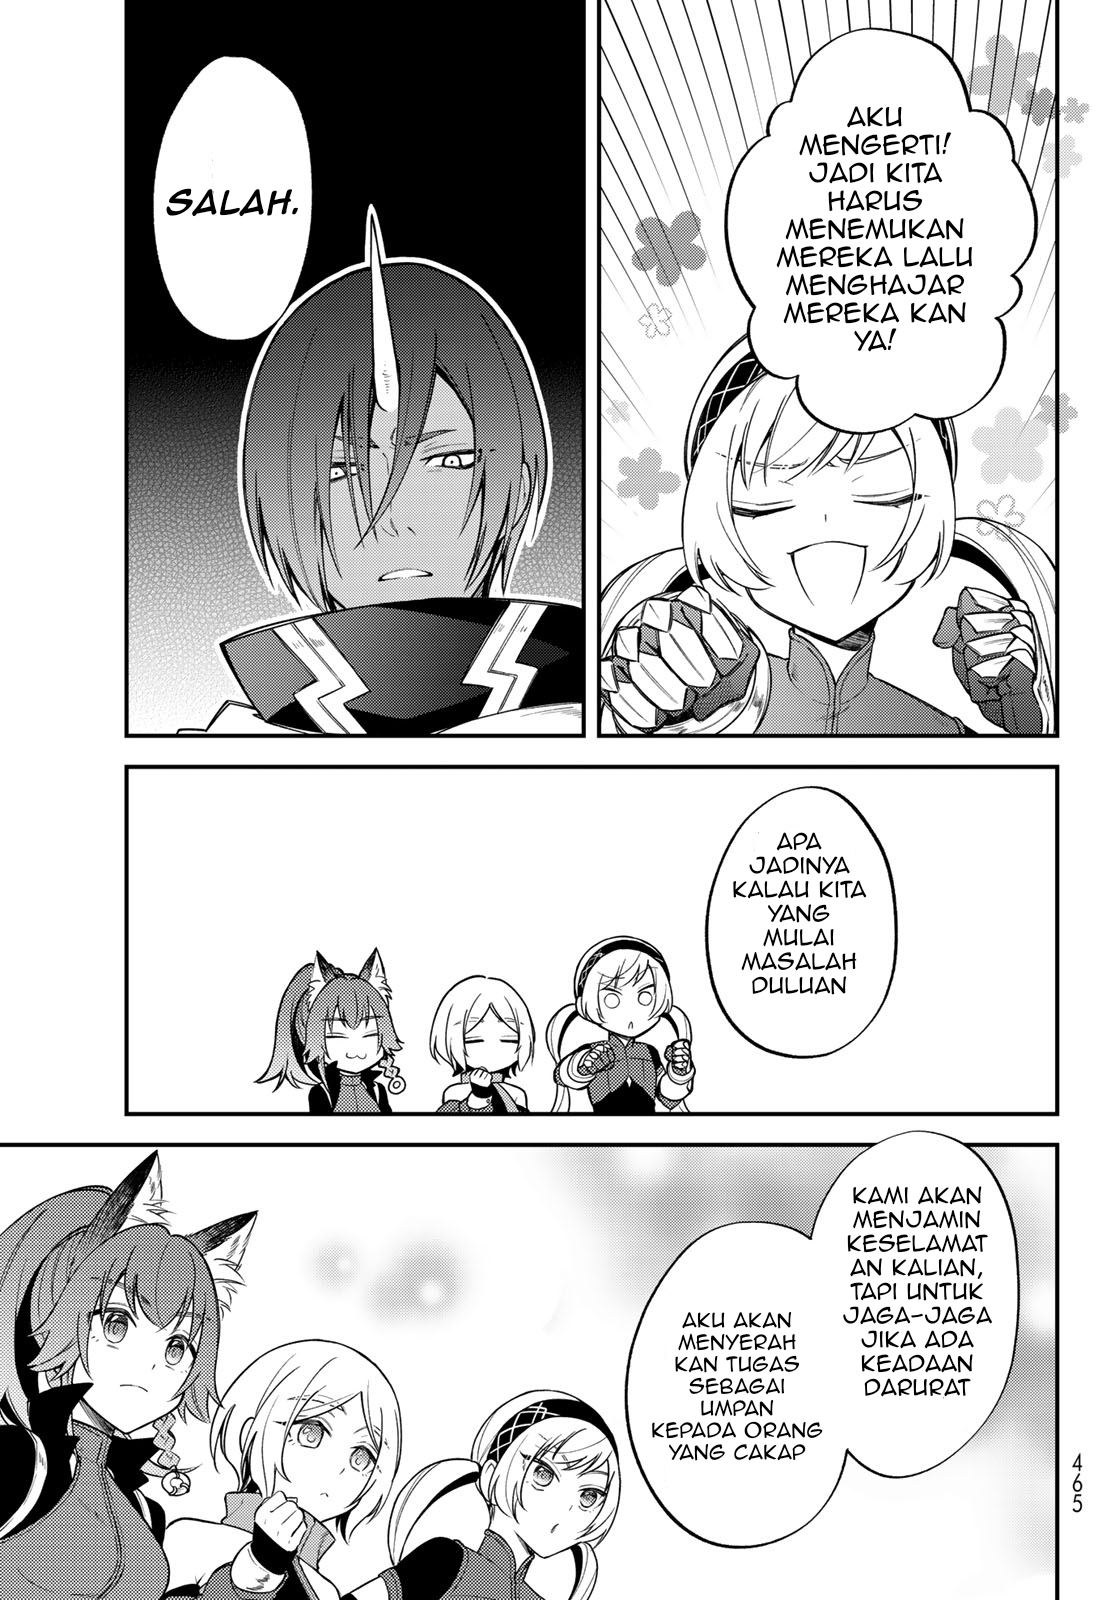 AKU
MENGERTI!
JADI KITA
HARUS
MENEMUKAN
MEREKA LALU
MENGHAJAR
MEREKA KAN
YA!
SALAH.
APA
JADINYA
KALAU KITA
YANG
MULAI
MASALAH
DULUAN
KAMI AKAN
MENJAMIN
KESELAMAT
AN KALIAN,
TAPI UNTUK
JAGA-JAGA
JIKA ADA
KEADAAN
DARURAT
AKU AKAN
MENYERAH
KAN TUGAS
SEBAGAI
UMPAN
KEPADA ORANG
YANG CAKAP
465